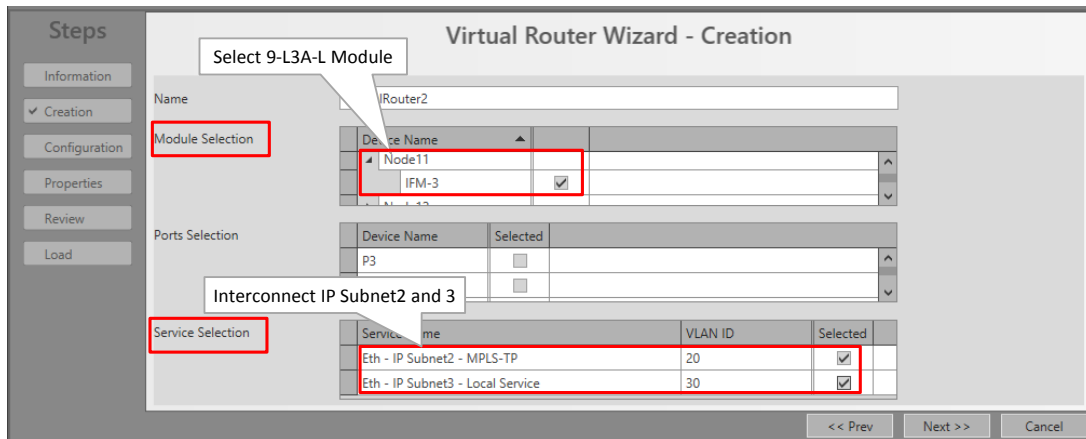 Steps
Virtual Router Wizard - Creation
Select 9-L3A-L Module
Information
Creation
Configuration
Properties
Review
Load
Name
lRouter2
Module Selection
Device Name
Node11
IFM-3
Ports Selection
Device Name Selected
P3
Interconnect IP Subnet2 and 3
Service Selection
Service Name VLAN ID Selected
Eth - IP Subnet2 - MPLS-TP 20
Eth - IP Subnet3 - Local Service 30
<< Prev Next >> Cancel